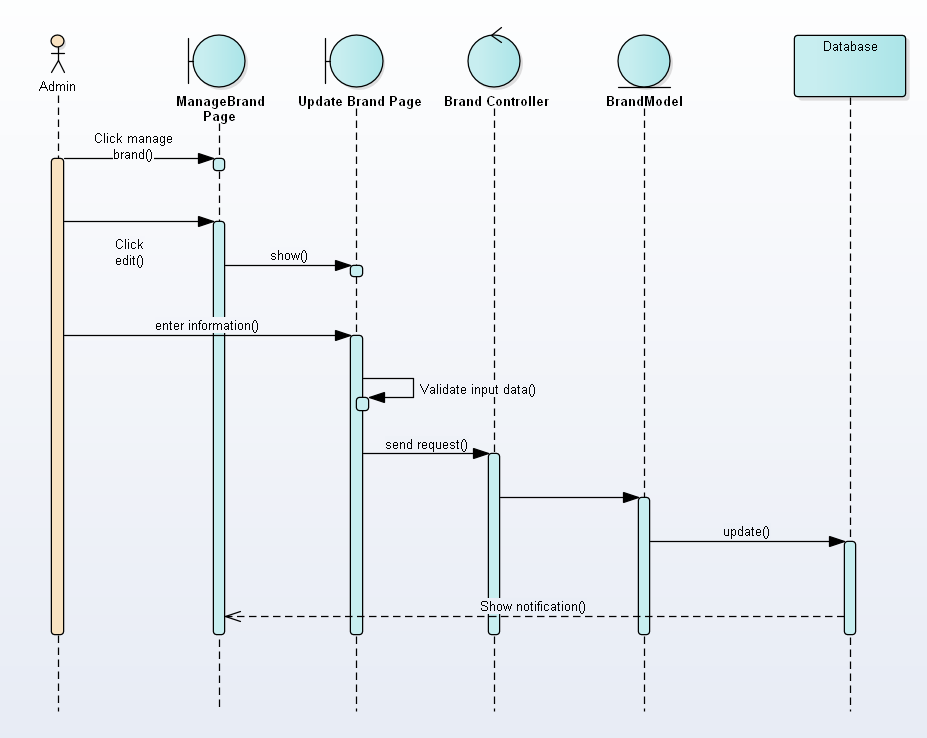 Database
Admin
ManageBrand
Page
Update Brand Page
Brand Controller
BrandModel
Click manage
brand()
Click
edit()
show()
enter information()
Validate input data()
send request()
update()
Show notification()